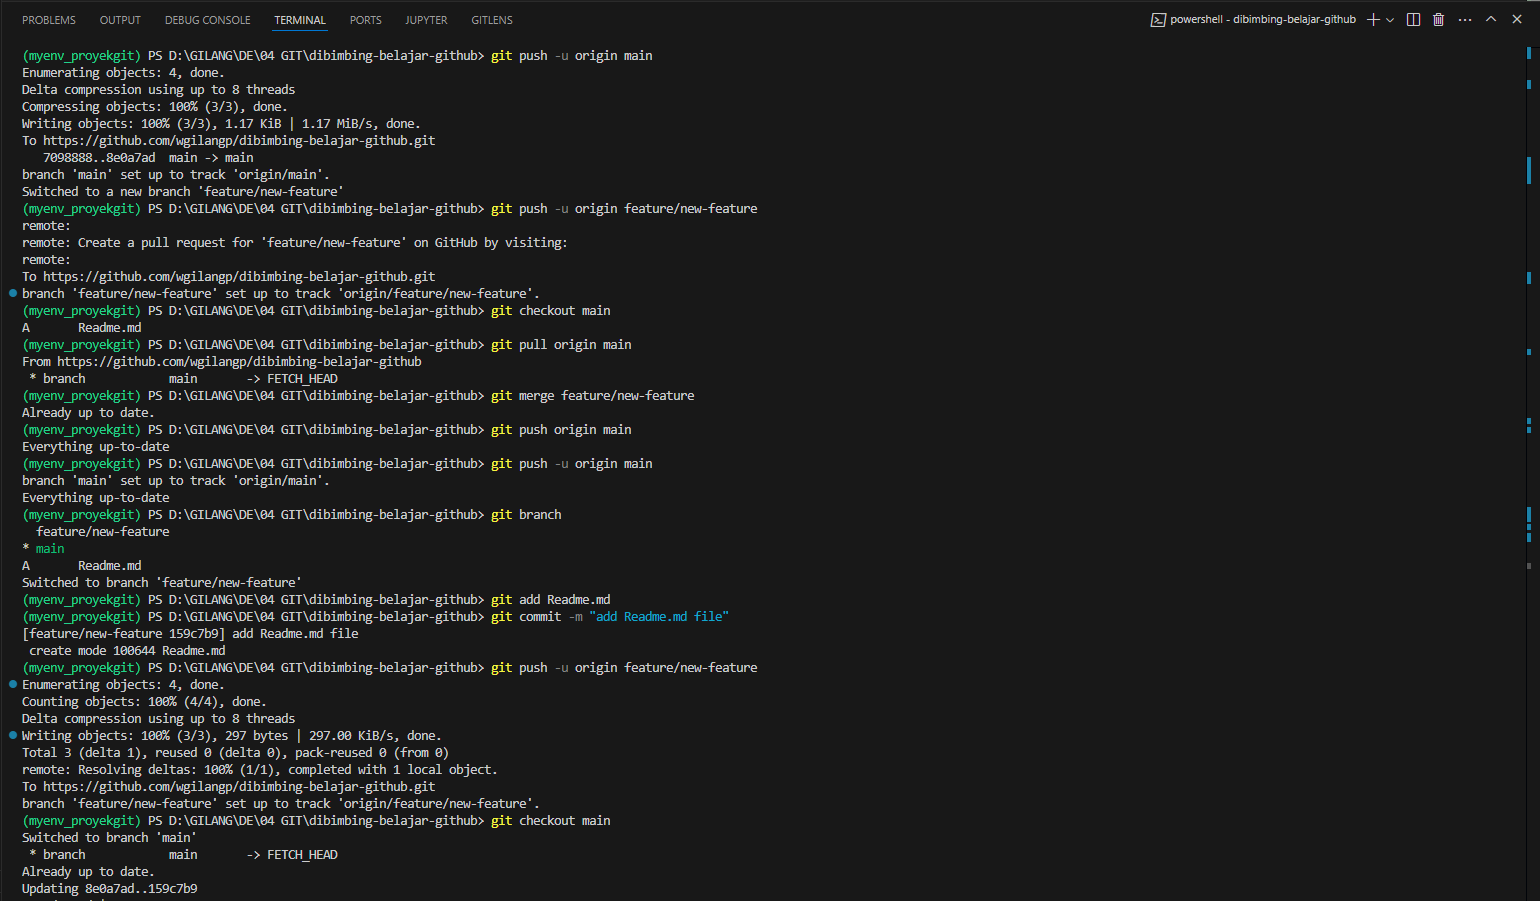 PROBLEMS OUTPUT DEBUG CONSOLE TERMINAL PORTS JUPYTER GITLENS powershell - dibimbing-belajar-github
(myenv_proyekgit) PS D:\GILANG\DE\04 GIT\dibimbing-belajar-github> git push -u origin main
Enumerating objects: 4, done.
Delta compression using up to 8 threads
Compressing objects: 100% (3/3), done.
Writing objects: 100% (3/3), 1.17 KiB | 1.17 MiB/s, done.
To https://github.com/wgilangp/dibimbing-belajar-github.git
   7098888..8e0a7ad  main -> main
branch 'main' set up to track 'origin/main'.
Switched to a new branch 'feature/new-feature'
(myenv_proyekgit) PS D:\GILANG\DE\04 GIT\dibimbing-belajar-github> git push -u origin feature/new-feature
remote:
remote: Create a pull request for 'feature/new-feature' on GitHub by visiting:
remote:
To https://github.com/wgilangp/dibimbing-belajar-github.git
branch 'feature/new-feature' set up to track 'origin/feature/new-feature'.
(myenv_proyekgit) PS D:\GILANG\DE\04 GIT\dibimbing-belajar-github> git checkout main
A       Readme.md
(myenv_proyekgit) PS D:\GILANG\DE\04 GIT\dibimbing-belajar-github> git pull origin main
From https://github.com/wgilangp/dibimbing-belajar-github
 * branch            main       -> FETCH_HEAD
(myenv_proyekgit) PS D:\GILANG\DE\04 GIT\dibimbing-belajar-github> git merge feature/new-feature
Already up to date.
(myenv_proyekgit) PS D:\GILANG\DE\04 GIT\dibimbing-belajar-github> git push origin main
Everything up-to-date
(myenv_proyekgit) PS D:\GILANG\DE\04 GIT\dibimbing-belajar-github> git push -u origin main
branch 'main' set up to track 'origin/main'.
Everything up-to-date
(myenv_proyekgit) PS D:\GILANG\DE\04 GIT\dibimbing-belajar-github> git branch
  feature/new-feature
* main
A       Readme.md
Switched to branch 'feature/new-feature'
(myenv_proyekgit) PS D:\GILANG\DE\04 GIT\dibimbing-belajar-github> git add Readme.md
(myenv_proyekgit) PS D:\GILANG\DE\04 GIT\dibimbing-belajar-github> git commit -m "add Readme.md file"
[feature/new-feature 159c7b9] add Readme.md file
 create mode 100644 Readme.md
(myenv_proyekgit) PS D:\GILANG\DE\04 GIT\dibimbing-belajar-github> git push -u origin feature/new-feature
Enumerating objects: 4, done.
Counting objects: 100% (4/4), done.
Delta compression using up to 8 threads
Writing objects: 100% (3/3), 297 bytes | 297.00 KiB/s, done.
Total 3 (delta 1), reused 0 (delta 0), pack-reused 0 (from 0)
remote: Resolving deltas: 100% (1/1), completed with 1 local object.
To https://github.com/wgilangp/dibimbing-belajar-github.git
branch 'feature/new-feature' set up to track 'origin/feature/new-feature'.
(myenv_proyekgit) PS D:\GILANG\DE\04 GIT\dibimbing-belajar-github> git checkout main
Switched to branch 'main'
 * branch            main       -> FETCH_HEAD
Already up to date.
Updating 8e0a7ad..159c7b9